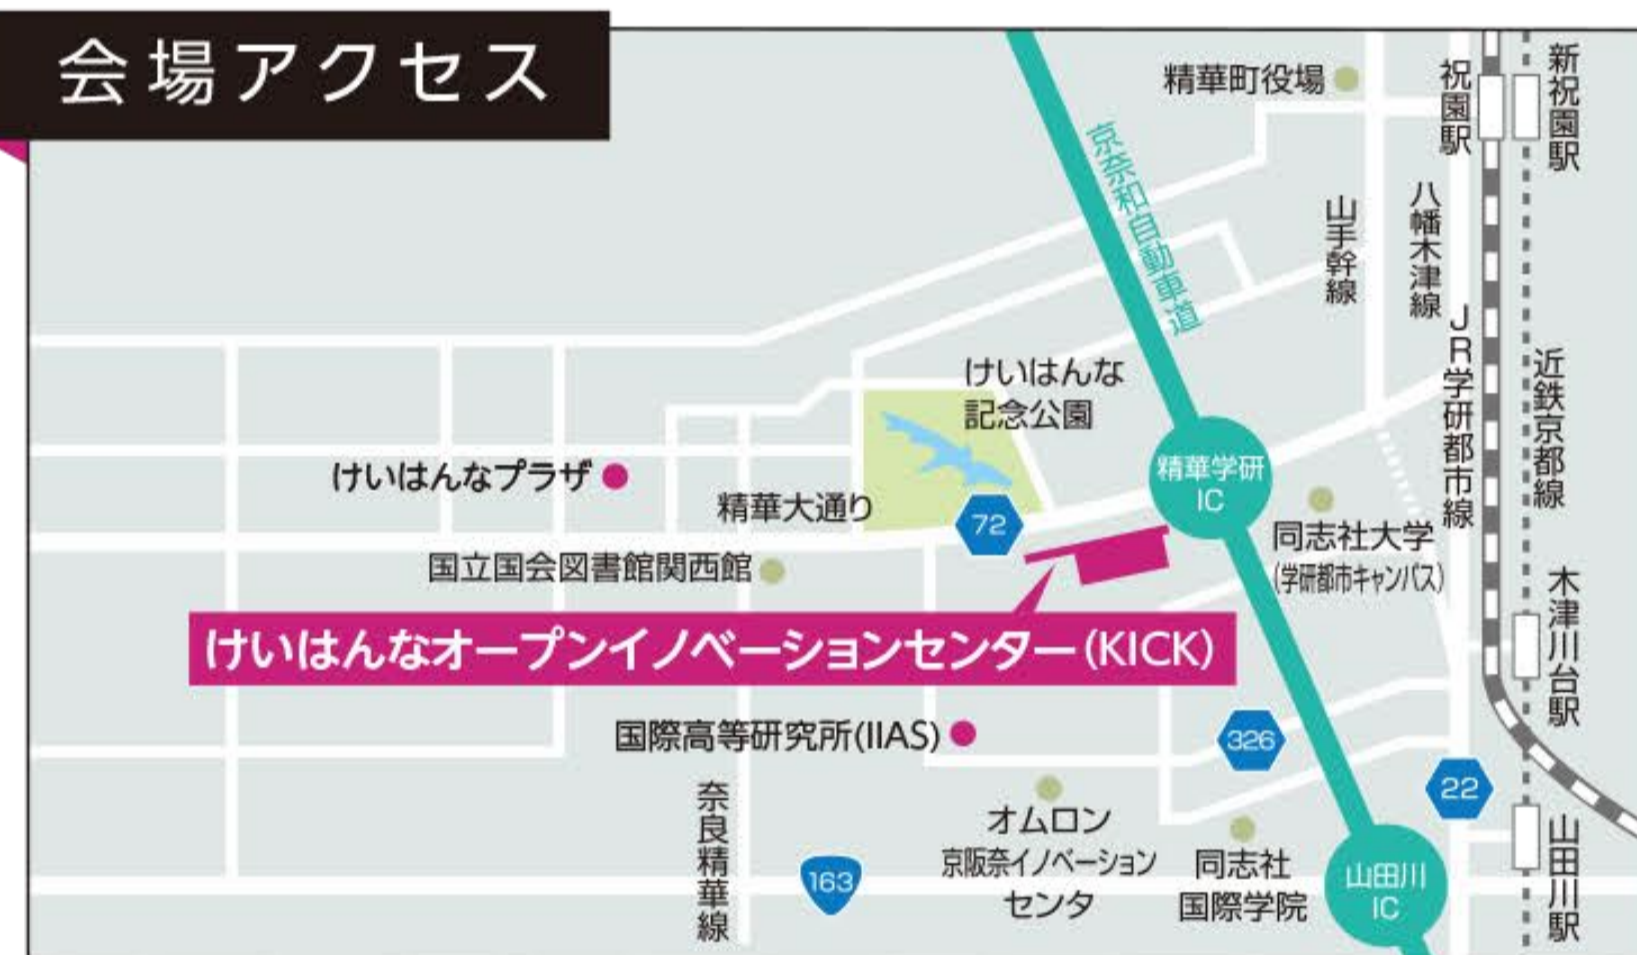 会場アクセス
精華町役場
祝園駅
新祝園駅
京奈和自動車道
山手幹線
八幡木津線
JR学研都市線
近鉄京都線
けいはんな
記念公園
けいはんなプラザ
精華大通り
72
精華学研
IC
国立国会図書館関西館
同志社大学
(学研都市キャンパス)
木津川台駅
けいはんなオープンイノベーションセンター(KICK)
国際高等研究所(IIAS)
326
22
奈良精華線
163
オムロン
京阪奈イノベーション
センタ
同志社
国際学院
山田川
IC
山田川駅